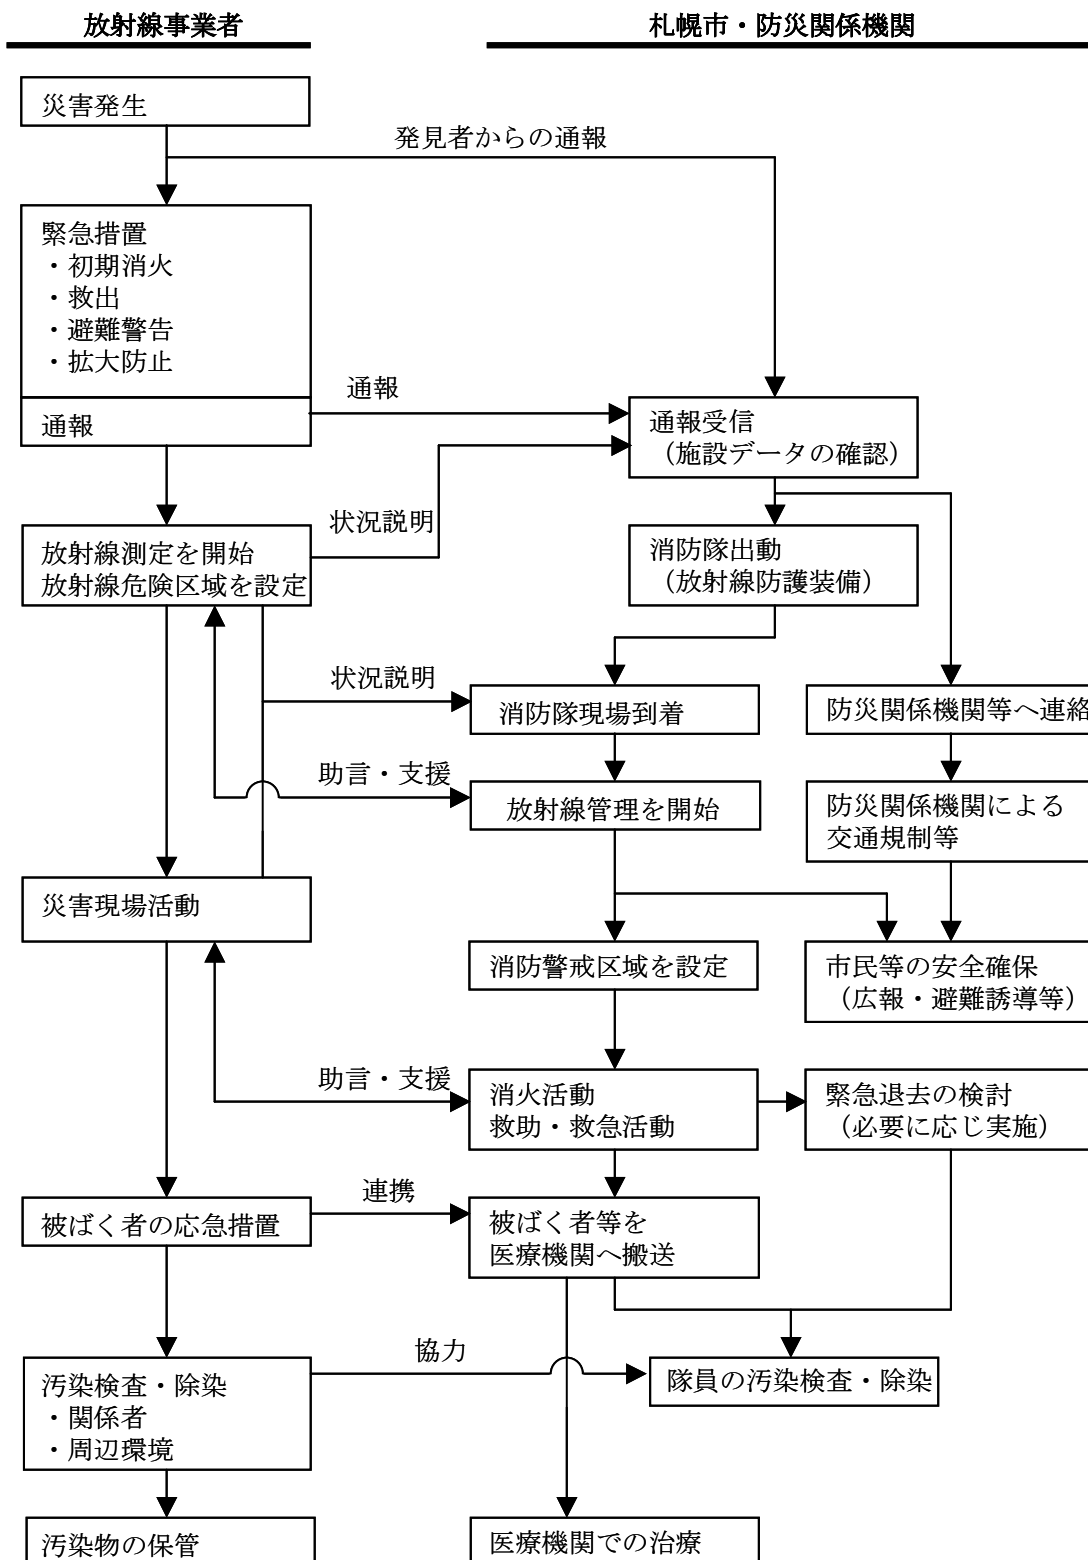 放射線事業者
札幌市・防災関係機関
災害発生
発見者からの通報
緊急措置
・初期消火
・救出
・避難警告
・拡大防止
通報
通報
通報受信
（施設データの確認）
状況説明
放射線測定を開始
放射線危険区域を設定
消防隊出動
（放射線防護装備）
状況説明
消防隊現場到着
防災関係機関等へ連絡
助言・支援
放射線管理を開始
防災関係機関による
交通規制等
災害現場活動
消防警戒区域を設定
市民等の安全確保
（広報・避難誘導等）
助言・支援
消火活動
救助・救急活動
緊急退去の検討
（必要に応じ実施）
連携
被ばく者の応急措置
被ばく者等を
医療機関へ搬送
協力
汚染検査・除染
・関係者
・周辺環境
隊員の汚染検査・除染
汚染物の保管
医療機関での治療